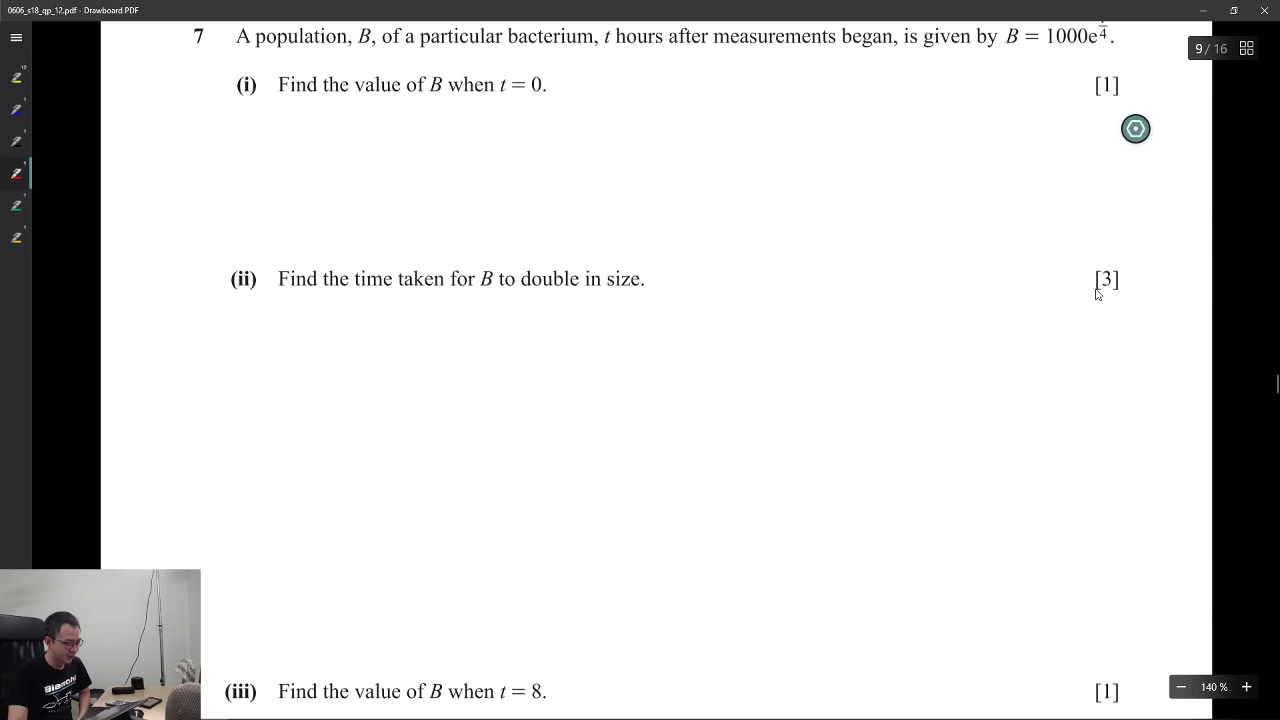 0606_s18_qp_12.pdf - Drawboard PDF
7 A population, B, of a particular bacterium, t hours after measurements began, is given by B = 1000e^{t/4}.
9 / 16
(i) Find the value of B when t = 0. [1]
(ii) Find the time taken for B to double in size. [3]
(iii) Find the value of B when t = 8. [1]
140 %
Bianchi